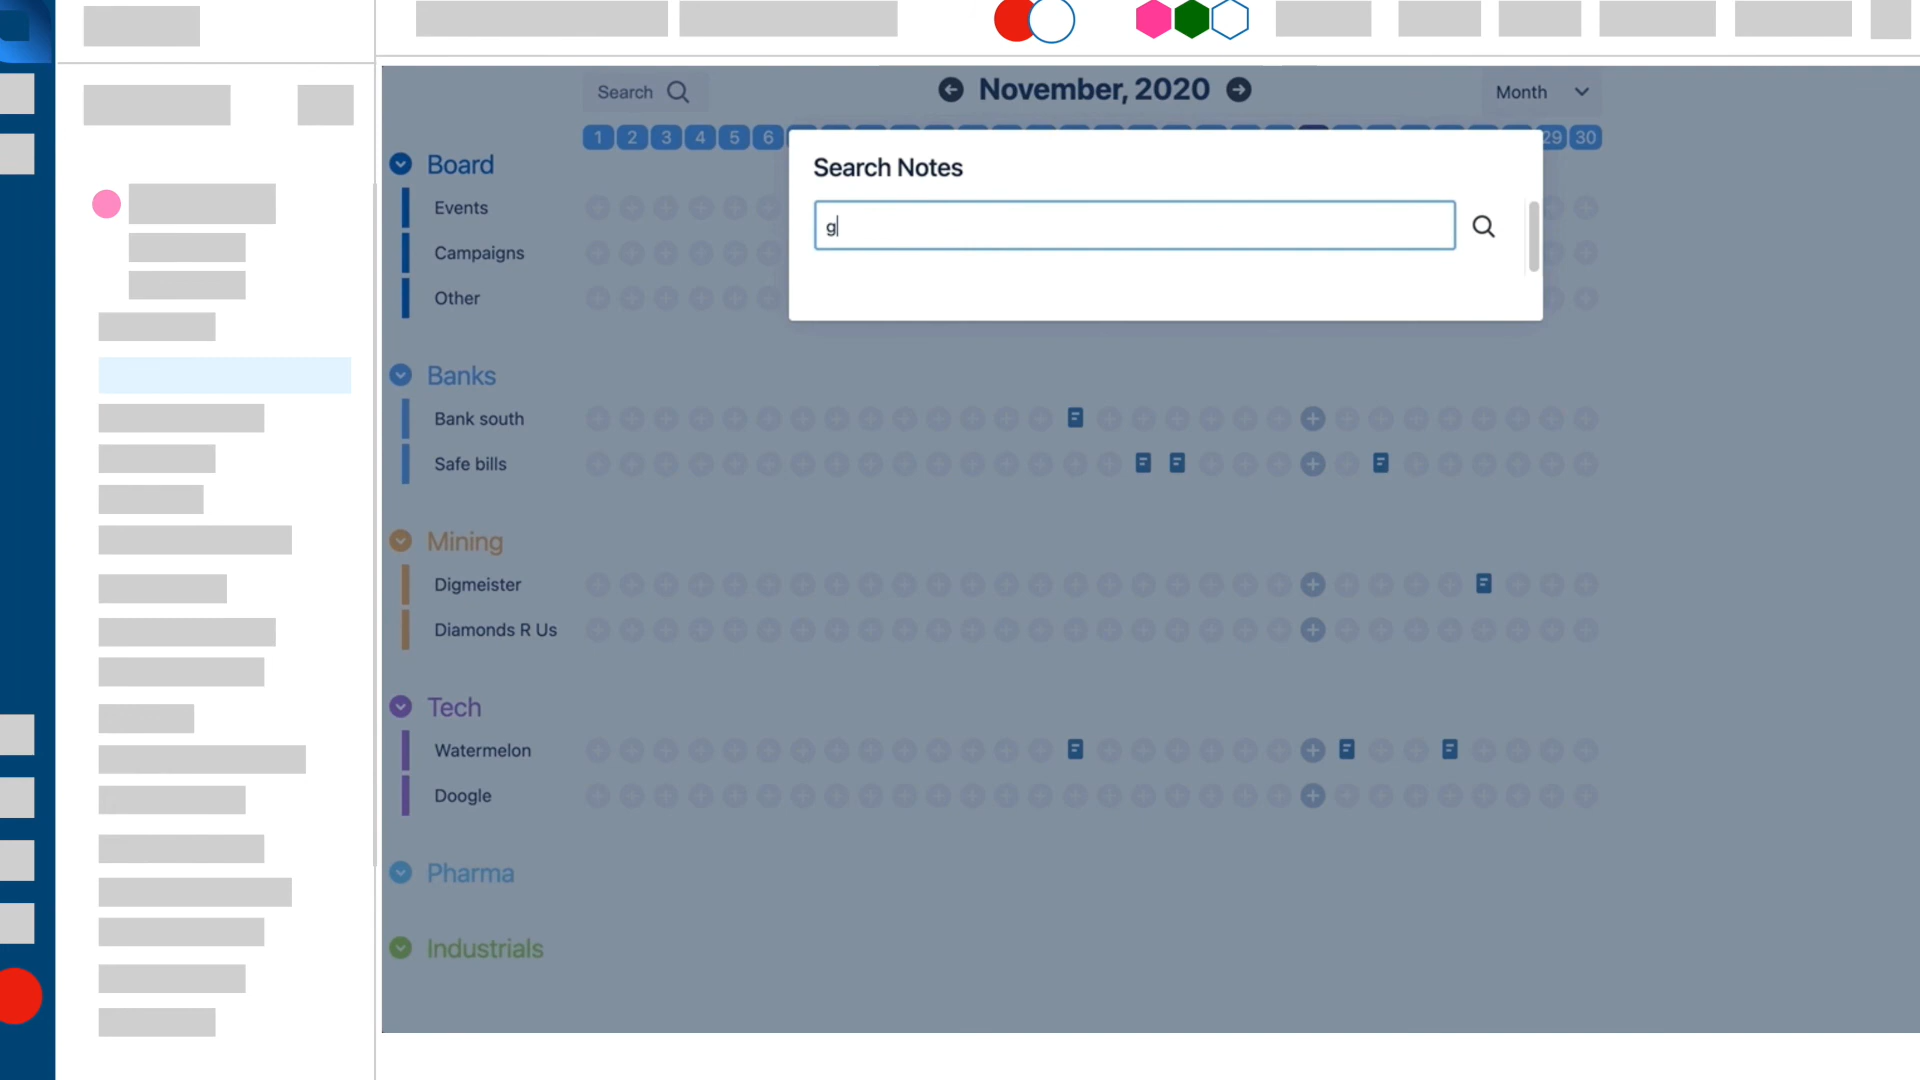 Search
November, 2020
Month
1 2 3 4 5 6 29 30
Search Notes
g
Board
Events
Campaigns
Other
Banks
Bank south
Safe bills
Mining
Digmeister
Diamonds R Us
Tech
Watermelon
Doogle
Pharma
Industrials